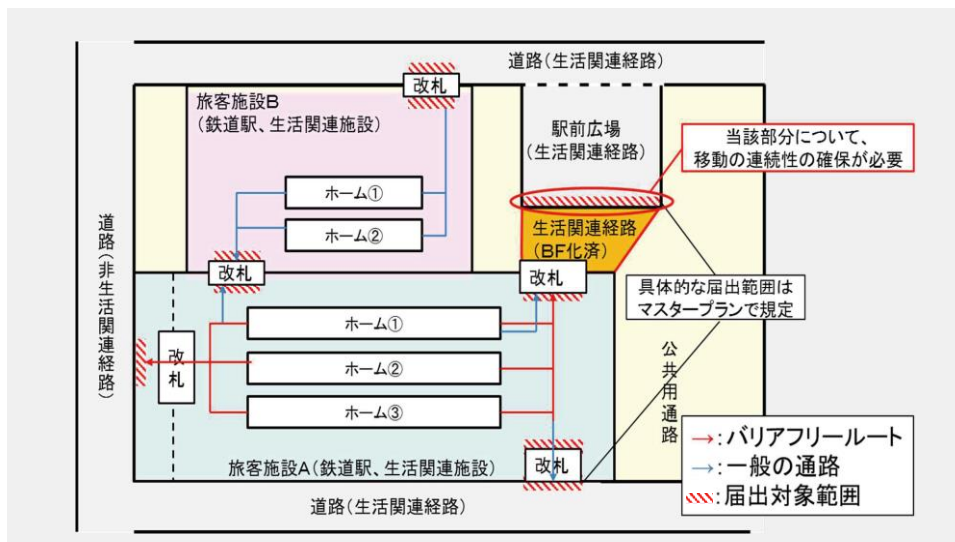 道路(生活関連経路)
改札
旅客施設B
(鉄道駅、生活関連施設)
駅前広場
(生活関連経路)
当該部分について、
移動の連続性の確保が必要
ホーム①
ホーム②
生活関連経路
(BF化済)
道路(非生活関連経路)
改札
改札
具体的な届出範囲は
マスタープランで規定
ホーム①
改札
ホーム②
ホーム③
公共用通路
→:バリアフリールート
→:一般の通路
:届出対象範囲
旅客施設A(鉄道駅、生活関連施設)
改札
道路(生活関連経路)